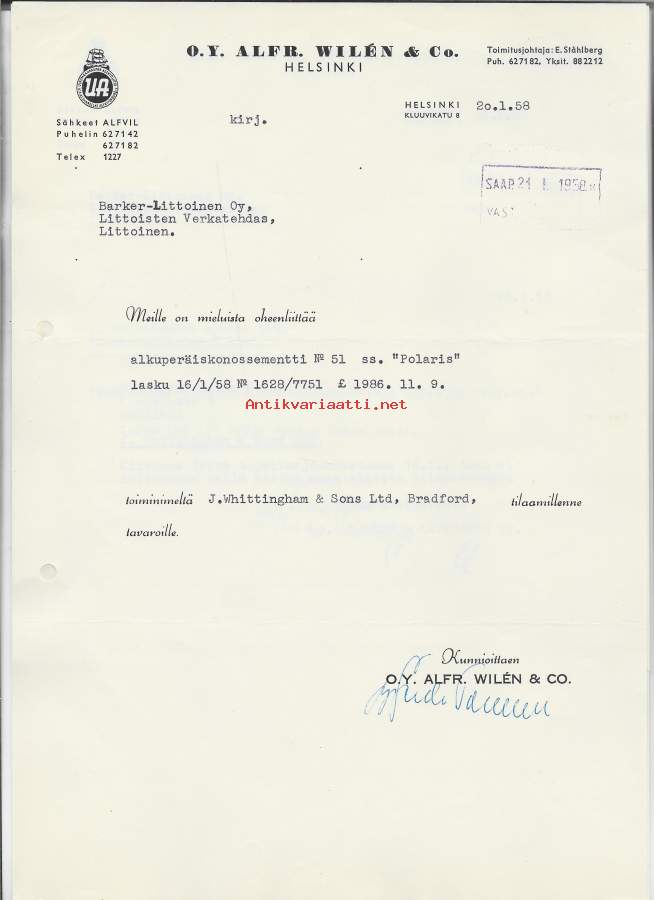 O.Y. ALFR. WILÉN & Co.
HELSINKI
Toimitusjohtaja: E. Ståhlberg
Puh. 627182, Yksit. 882212
UA
Sähkeet ALFVIL
Puhelin 627142
627182
Telex 1227
kirj.
HELSINKI 20.1.58
KLUUVIKATU 8
SAAP. 21 I 1958
VAST
Barker-Littoinen Oy,
Littoisten Verkatehdas,
Littoinen.
Meille on mieluista oheenliittää
alkuperäiskonossementti № 51 ss. "Polaris"
lasku 16/1/58 № 1628/7751 £ 1986. 11. 9.
Antikvariaatti.net
toiminimeltä J.Whittingham & Sons Ltd, Bradford, tilaamillenne
tavaroille.
Kunnioittaen
O.Y. ALFR. WILÉN & CO.